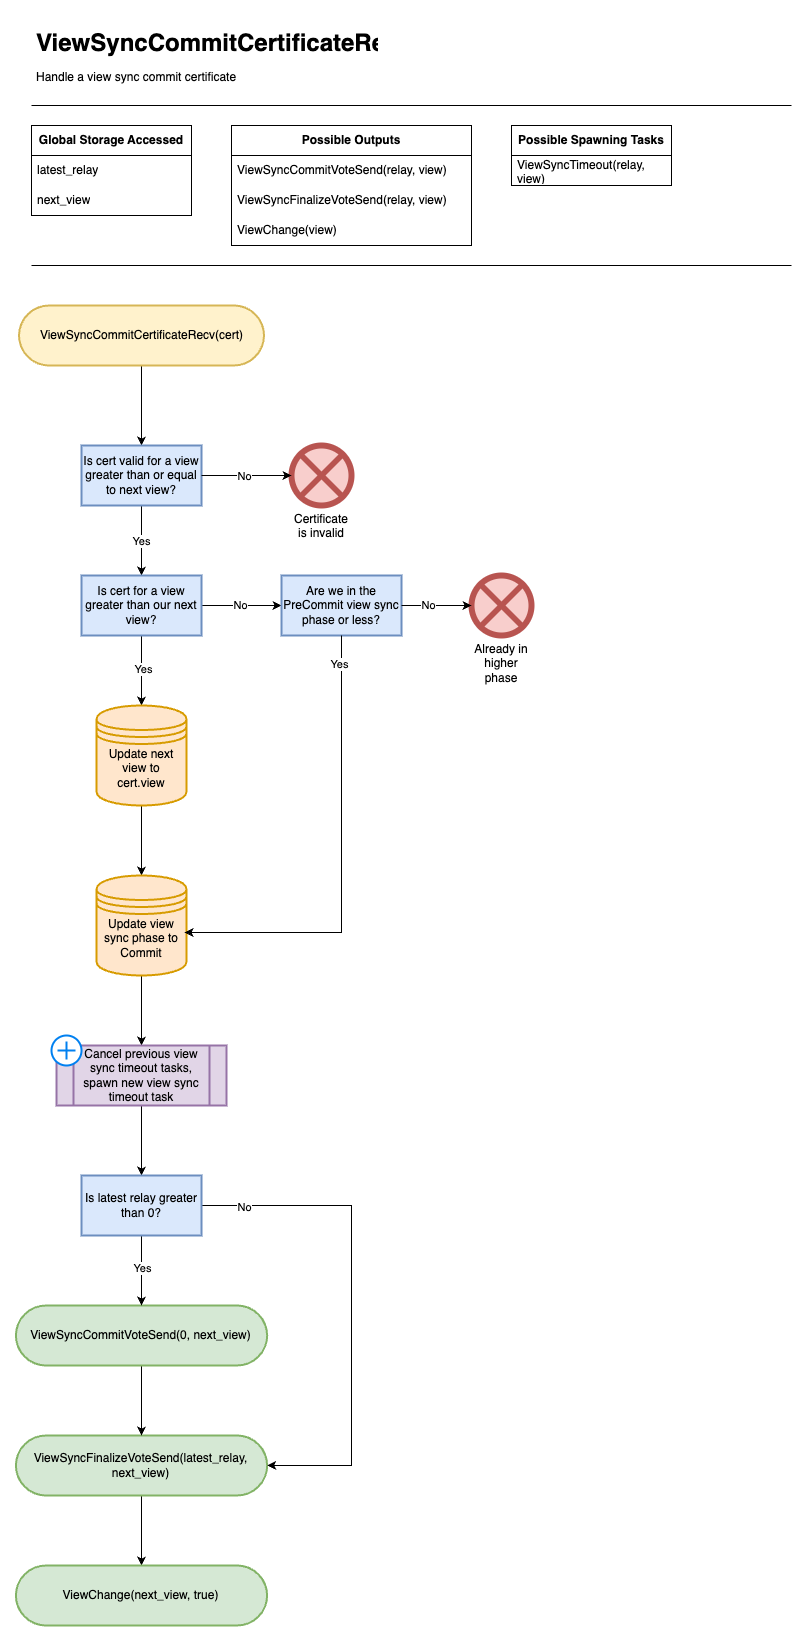 ViewSyncCommitCertificateRe
Handle a view sync commit certificate
Global Storage Accessed
latest_relay
next_view
Possible Outputs
ViewSyncCommitVoteSend(relay, view)
ViewSyncFinalizeVoteSend(relay, view)
ViewChange(view)
Possible Spawning Tasks
ViewSyncTimeout(relay,
view)
ViewSyncCommitCertificateRecv(cert)
Is cert valid for a view
greater than or equal
to next view?
No
Certificate
is invalid
Yes
Is cert for a view
greater than our next
view?
No
Are we in the
PreCommit view sync
phase or less?
No
Already in
higher
phase
Yes
Yes
Update next
view to
cert.view
Update view
sync phase to
Commit
Cancel previous view
sync timeout tasks,
spawn new view sync
timeout task
Is latest relay greater
than 0?
No
Yes
ViewSyncCommitVoteSend(0, next_view)
ViewSyncFinalizeVoteSend(latest_relay,
next_view)
ViewChange(next_view, true)